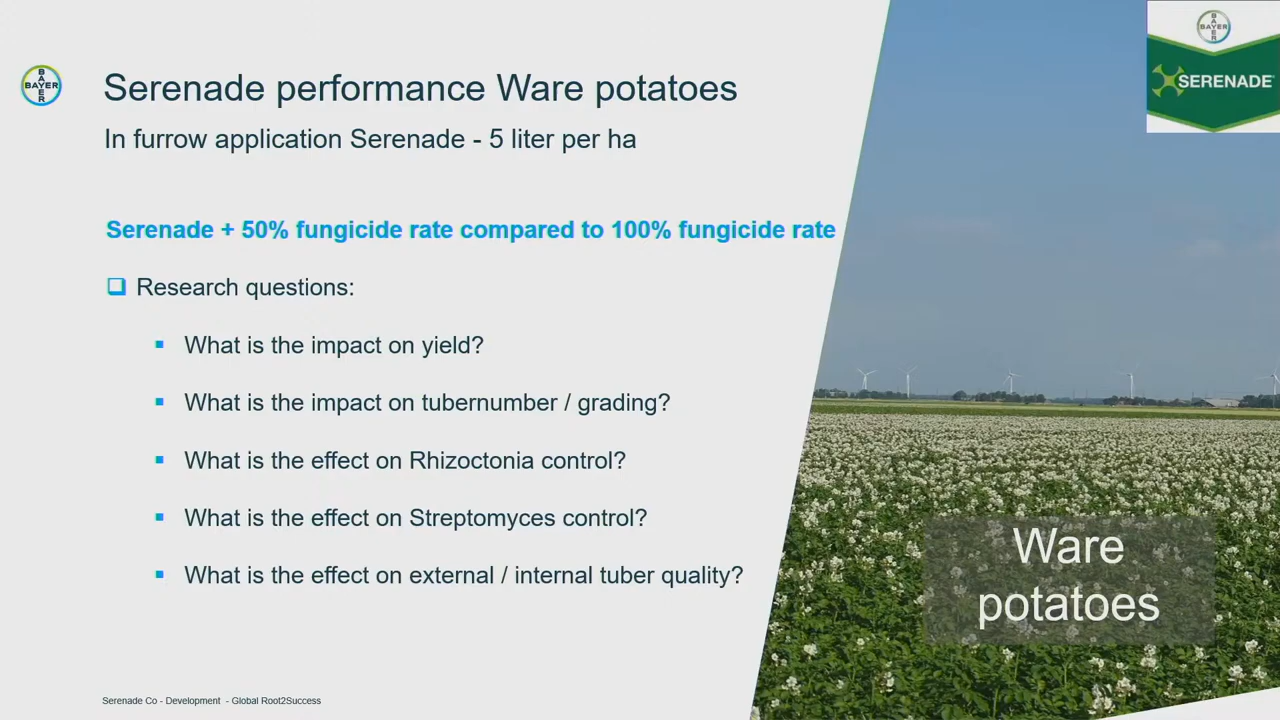 BAYER
BAYER
SERENADE
Serenade performance Ware potatoes
In furrow application Serenade - 5 liter per ha
Serenade + 50% fungicide rate compared to 100% fungicide rate
Research questions:
What is the impact on yield?
What is the impact on tubernumber / grading?
What is the effect on Rhizoctonia control?
What is the effect on Streptomyces control?
What is the effect on external / internal tuber quality?
Ware
potatoes
Serenade Co - Development - Global Root2Success